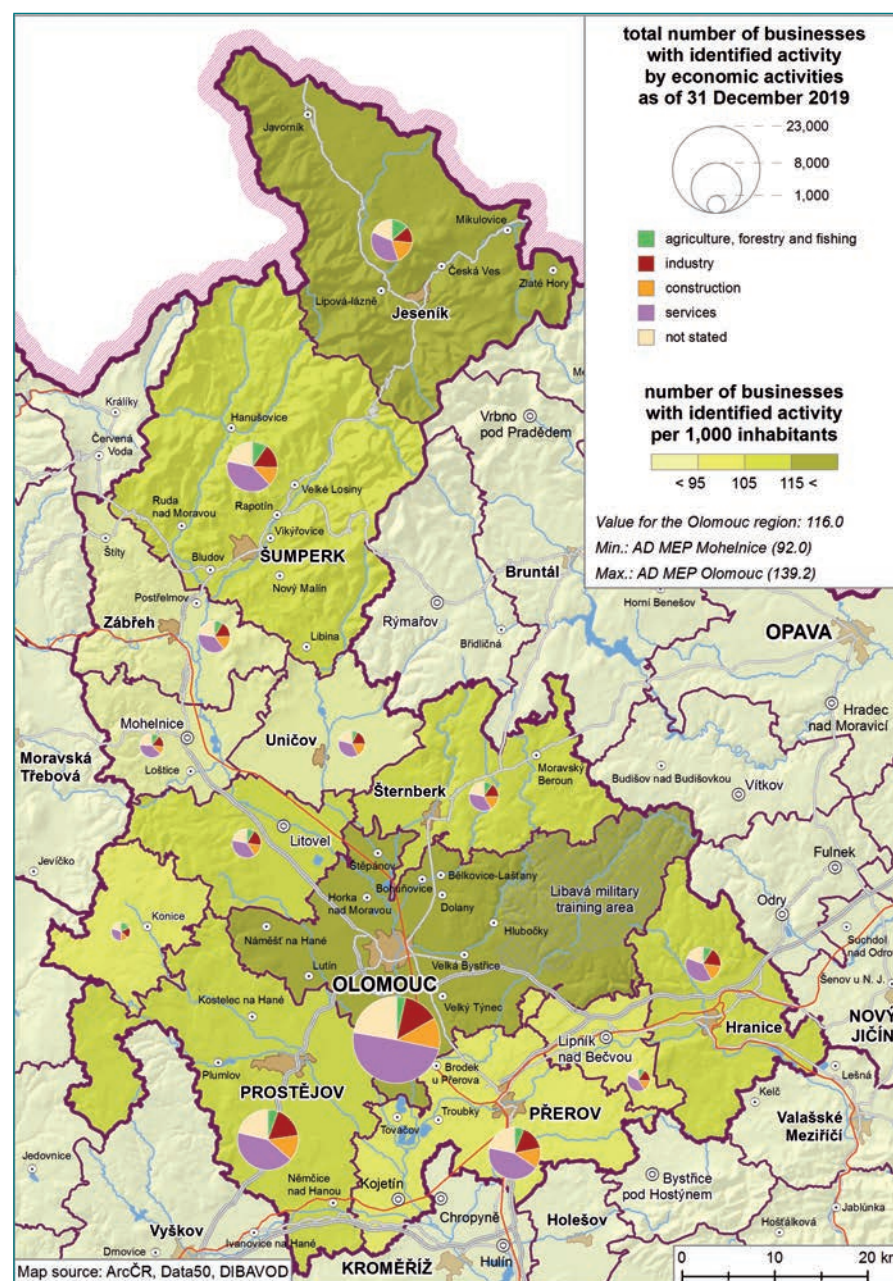 total number of businesses
with identified activity
by economic activities
as of 31 December 2019
23,000
8,000
1,000
agriculture, forestry and fishing
industry
construction
services
not stated
number of businesses
with identified activity
per 1,000 inhabitants
< 95 105 115 <
Value for the Olomouc region: 116.0
Min.: AD MEP Mohelnice (92.0)
Max.: AD MEP Olomouc (139.2)
Javorník
Mikulovice
Česká Ves
Zlaté Hory
Lipová-lázně
Jeseník
Králíky
Hanušovice
Vrbno
pod Pradědem
Červená
Voda
Velké Losiny
Ruda
nad Moravou
Rapotín
Vikýřovice
Štíty
ŠUMPERK
Bludov
Bruntál
Nový Malín
Postřelmov
Horní Benešov
Rýmařov
Zábřeh
Břidličná
OPAVA
Libina
Hradec
nad Moravicí
Mohelnice
Uničov
Moravská
Třebová
Loštice
Moravský
Beroun
Budišov nad Budišovkou
Vítkov
Šternberk
Litovel
Štěpánov
Jevíčko
Fulnek
Bělkovice-Lašťany
Bohuňovice
Libavá military
training area
Horka
nad Moravou
Dolany
Odry
Konice
Náměšť na Hané
Hlubočky
Suchdol
nad Odro
Lutín
Velká Bystřice
OLOMOUC
Šenov u N. J.
Kostelec na Hané
Velký Týnec
NOVÝ
JIČÍN
Hranice
Lipník
nad Bečvou
Plumlov
Brodek
u Přerova
Lešná
PROSTĚJOV
Kelč
Troubky
PŘEROV
Valašské
Meziříčí
Tovačov
Jedovnice
Němčice
nad Hanou
Kojetín
Bystřice
pod Hostýnem
Chropyně
Jablůnka
Vyškov
Ivanovice na Hané
Holešov
Hošťálková
Drnovice
Hulín
KROMĚŘÍŽ
Map source: ArcČR, Data50, DIBAVOD
0 10 20 km